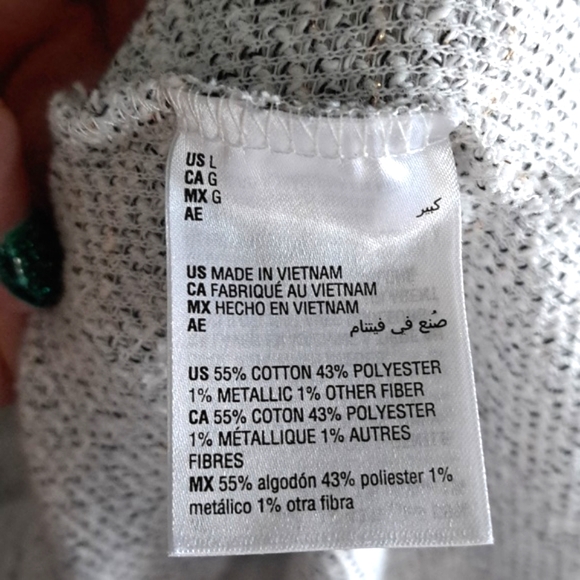 US L
CA G
MX G
AE كبير
US MADE IN VIETNAM
CA FABRIQUÉ AU VIETNAM
MX HECHO EN VIETNAM
AE صُنع في فيتنام
US 55% COTTON 43% POLYESTER
1% METALLIC 1% OTHER FIBER
CA 55% COTON 43% POLYESTER
1% MÉTALLIQUE 1% AUTRES
FIBRES
MX 55% algodón 43% poliester 1%
metálico 1% otra fibra